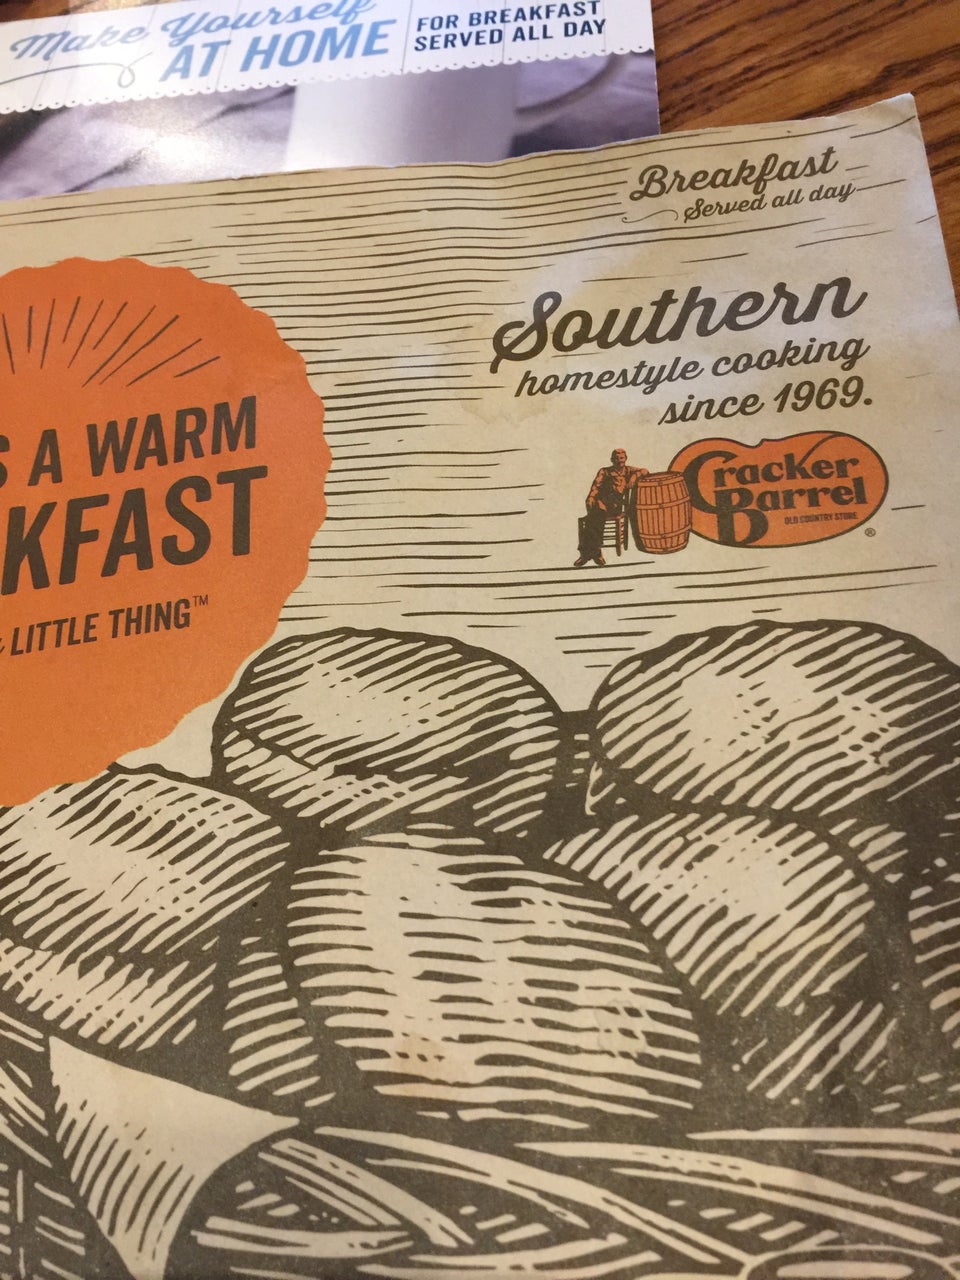 Make Yourself
AT HOME
FOR BREAKFAST
SERVED ALL DAY
Breakfast
Served all day
Southern
homestyle cooking
since 1969.
Cracker
Barrel
OLD COUNTRY STORE
®
S A WARM
KFAST
LITTLE THING™